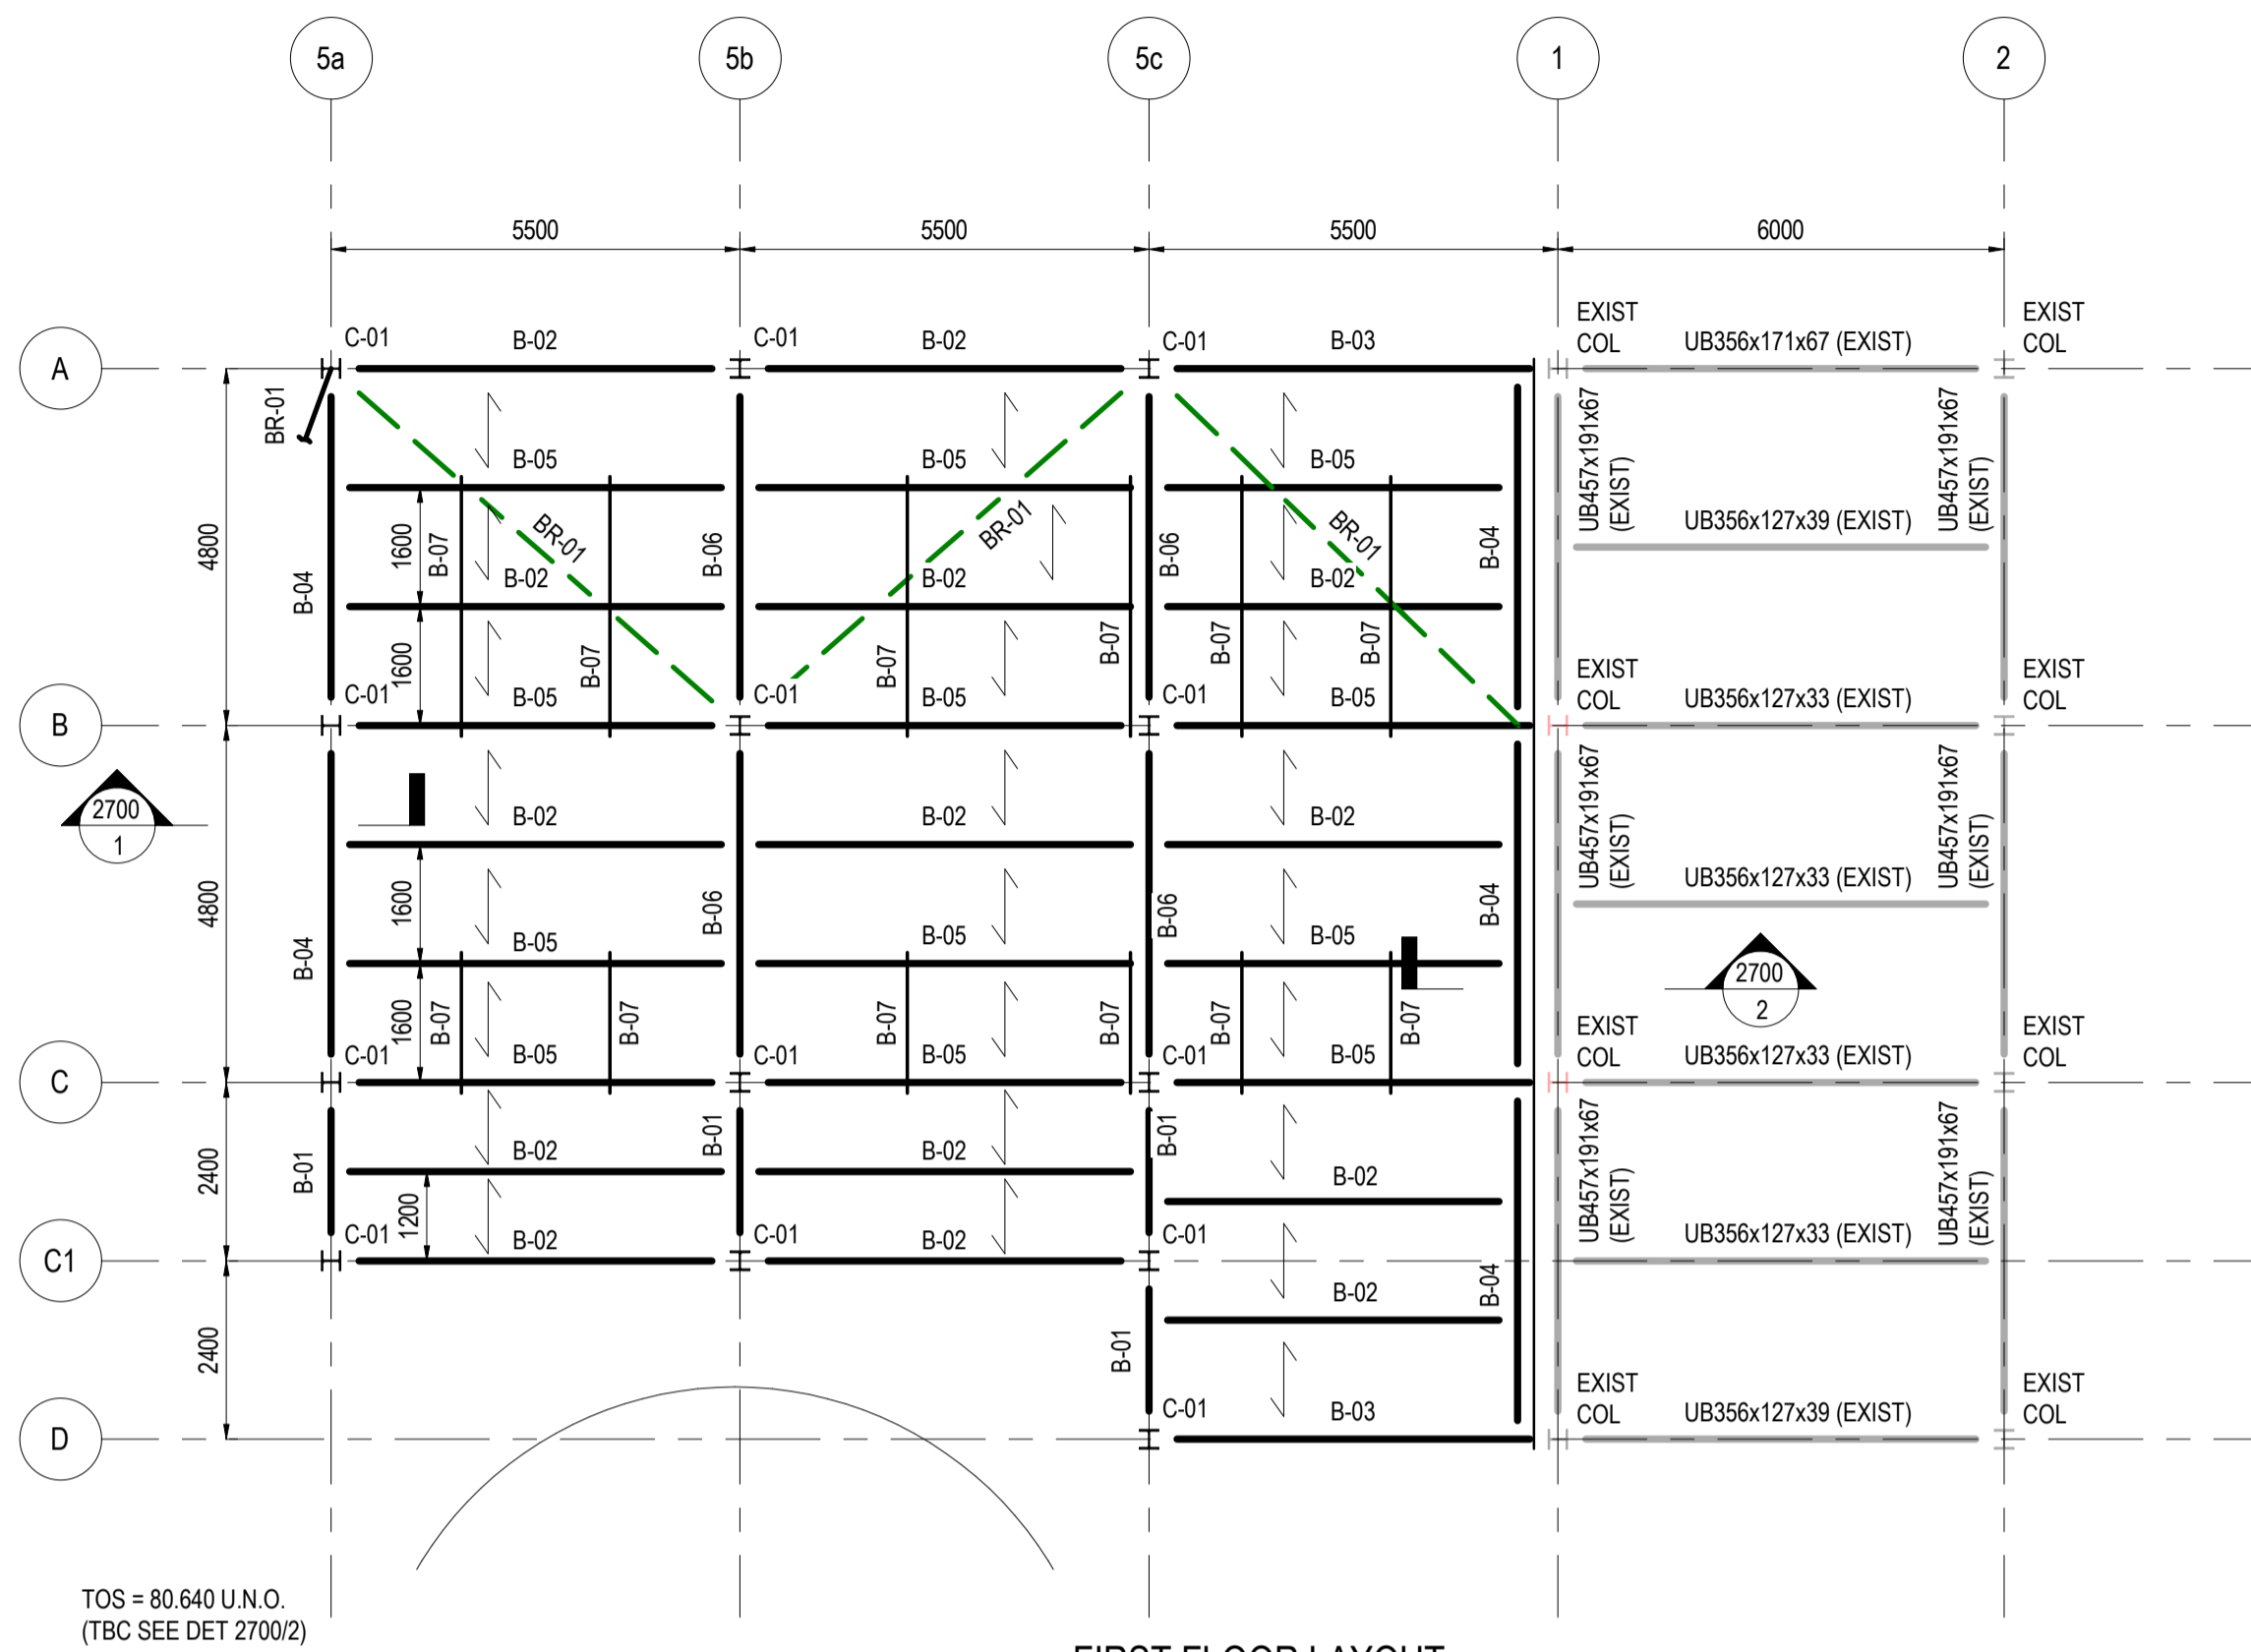 5a
5b
5c
1
2
5500
5500
5500
6000
A
C-01
B-02
C-01
B-02
C-01
B-03
EXIST
COL
UB356x171x67 (EXIST)
EXIST
COL
BR-01
B-05
B-05
B-05
UB457x191x67
(EXIST)
UB457x191x67
(EXIST)
4800
1600
B-07
BR-01
B-02
B-06
BR-01
B-02
B-06
BR-01
B-02
B-04
UB356x127x39 (EXIST)
B-04
1600
B-07
B-07
B-07
B-07
B-07
B
C-01
B-05
C-01
B-05
C-01
B-05
EXIST
COL
UB356x127x33 (EXIST)
EXIST
COL
2700
1
B-02
B-02
B-02
UB457x191x67
(EXIST)
UB457x191x67
(EXIST)
4800
1600
B-04
B-05
B-06
B-05
B-06
B-05
B-04
UB356x127x33 (EXIST)
2700
2
1600
B-07
B-07
B-07
B-07
B-07
B-07
C
C-01
B-05
C-01
B-05
C-01
B-05
EXIST
COL
UB356x127x33 (EXIST)
EXIST
COL
2400
B-01
B-02
B-01
B-02
B-01
B-02
UB457x191x67
(EXIST)
UB457x191x67
(EXIST)
1200
C1
C-01
B-02
C-01
B-02
C-01
UB356x127x33 (EXIST)
B-02
B-04
2400
B-01
D
C-01
B-03
EXIST
COL
UB356x127x39 (EXIST)
EXIST
COL
TOS = 80.640 U.N.O.
(TBC SEE DET 2700/2)
FIRST FLOOR LAYOUT